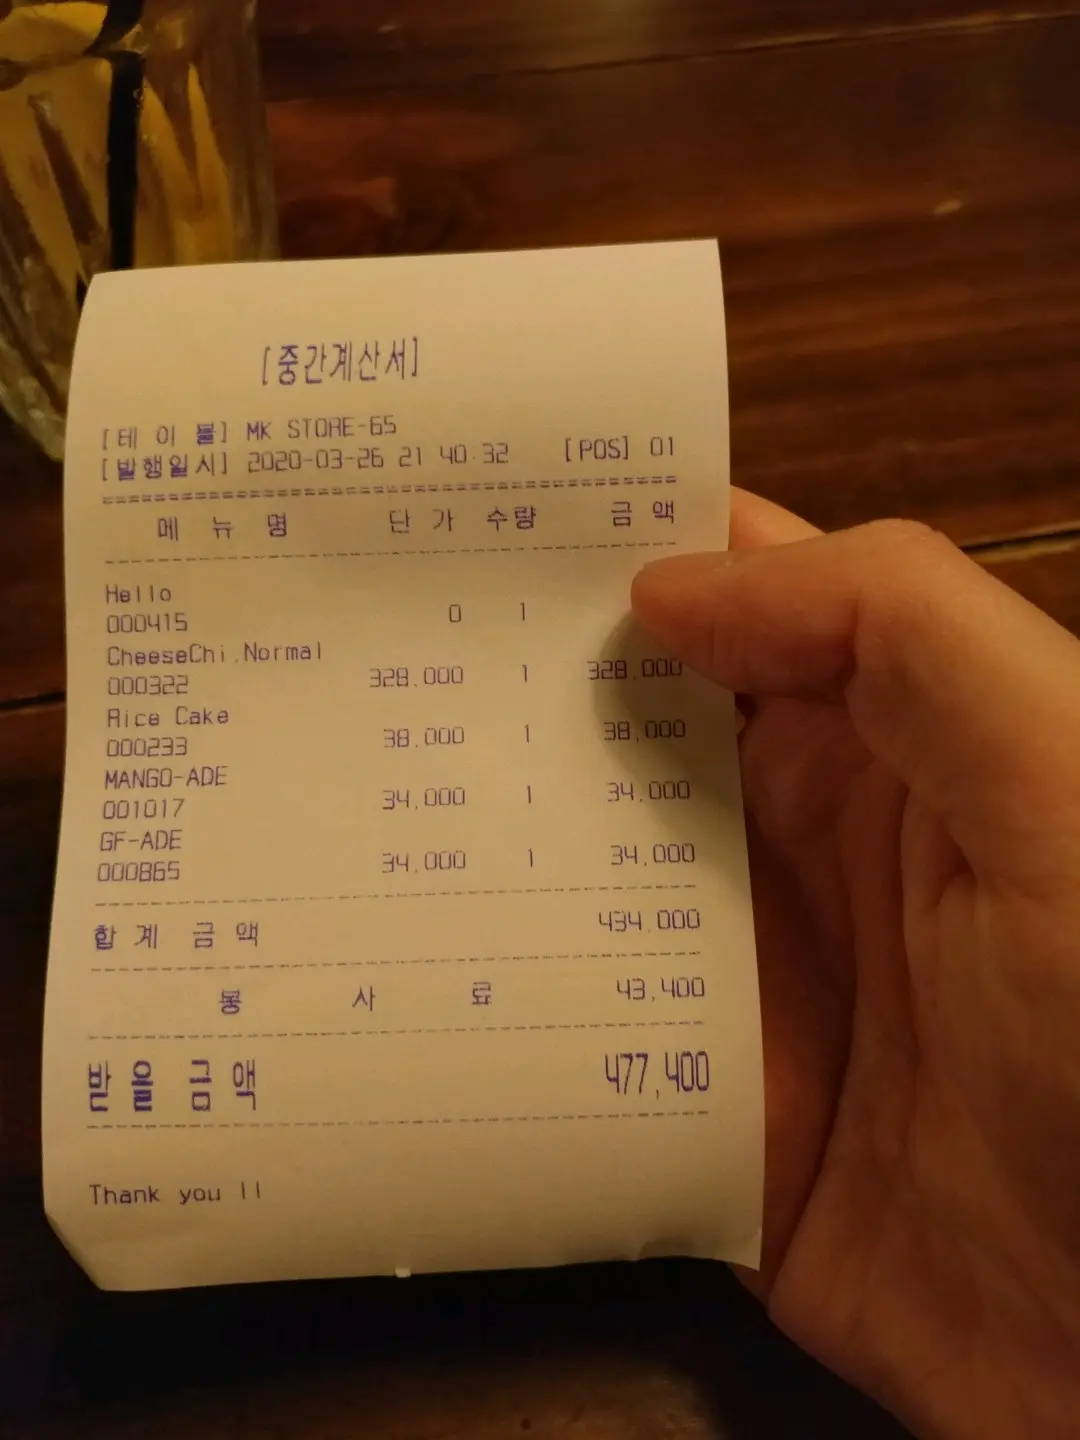 [중간계산서]
[테 이 블] MK STORE-65
[발행일시] 2020-03-26 21:40:32 [POS] 01
메 뉴 명 단 가 수량 금 액
Hello
000415 0 1
CheeseChi.Normal
000322 328,000 1 328,000
Rice Cake
000233 38,000 1 38,000
MANGO-ADE
001017 34,000 1 34,000
GF-ADE
000865 34,000 1 34,000
합 계 금 액 434,000
봉 사 료 43,400
받 을 금 액 477,400
Thank you !!